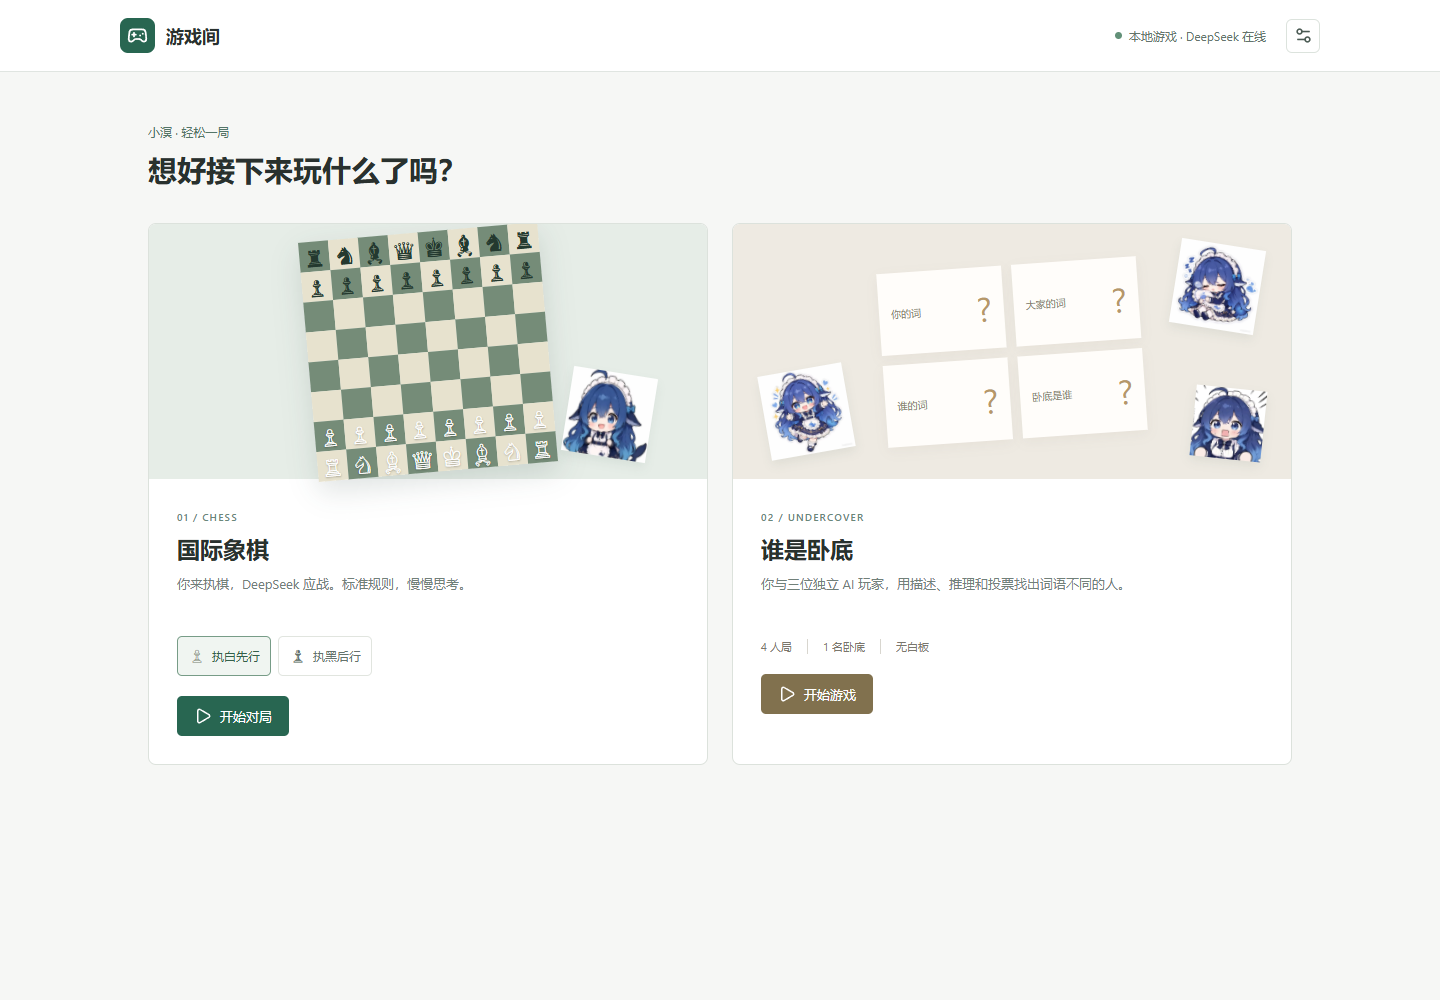 游戏间
本地游戏 · DeepSeek 在线
小溟 · 轻松一局
想好接下来玩什么了吗？
你的词 ?
大家的词 ?
谁的词 ?
卧底是谁 ?
01 / CHESS
国际象棋
你来执棋，DeepSeek 应战。标准规则，慢慢思考。
执白先行
执黑后行
开始对局
02 / UNDERCOVER
谁是卧底
你与三位独立 AI 玩家，用描述、推理和投票找出词语不同的人。
4 人局
1 名卧底
无白板
开始游戏